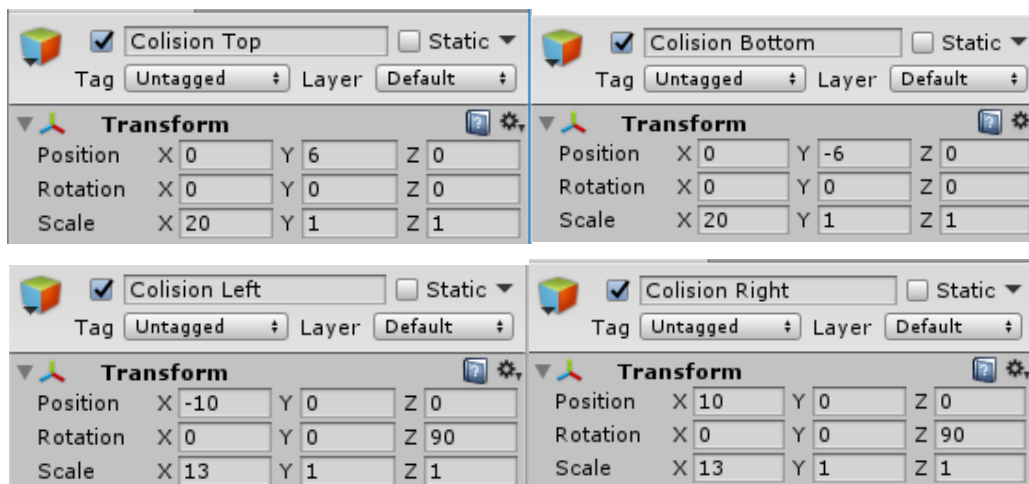 Colision Top Static
Tag Untagged Layer Default
Transform
Position X 0 Y 6 Z 0
Rotation X 0 Y 0 Z 0
Scale X 20 Y 1 Z 1
Colision Bottom Static
Tag Untagged Layer Default
Transform
Position X 0 Y -6 Z 0
Rotation X 0 Y 0 Z 0
Scale X 20 Y 1 Z 1
Colision Left Static
Tag Untagged Layer Default
Transform
Position X -10 Y 0 Z 0
Rotation X 0 Y 0 Z 90
Scale X 13 Y 1 Z 1
Colision Right Static
Tag Untagged Layer Default
Transform
Position X 10 Y 0 Z 0
Rotation X 0 Y 0 Z 90
Scale X 13 Y 1 Z 1